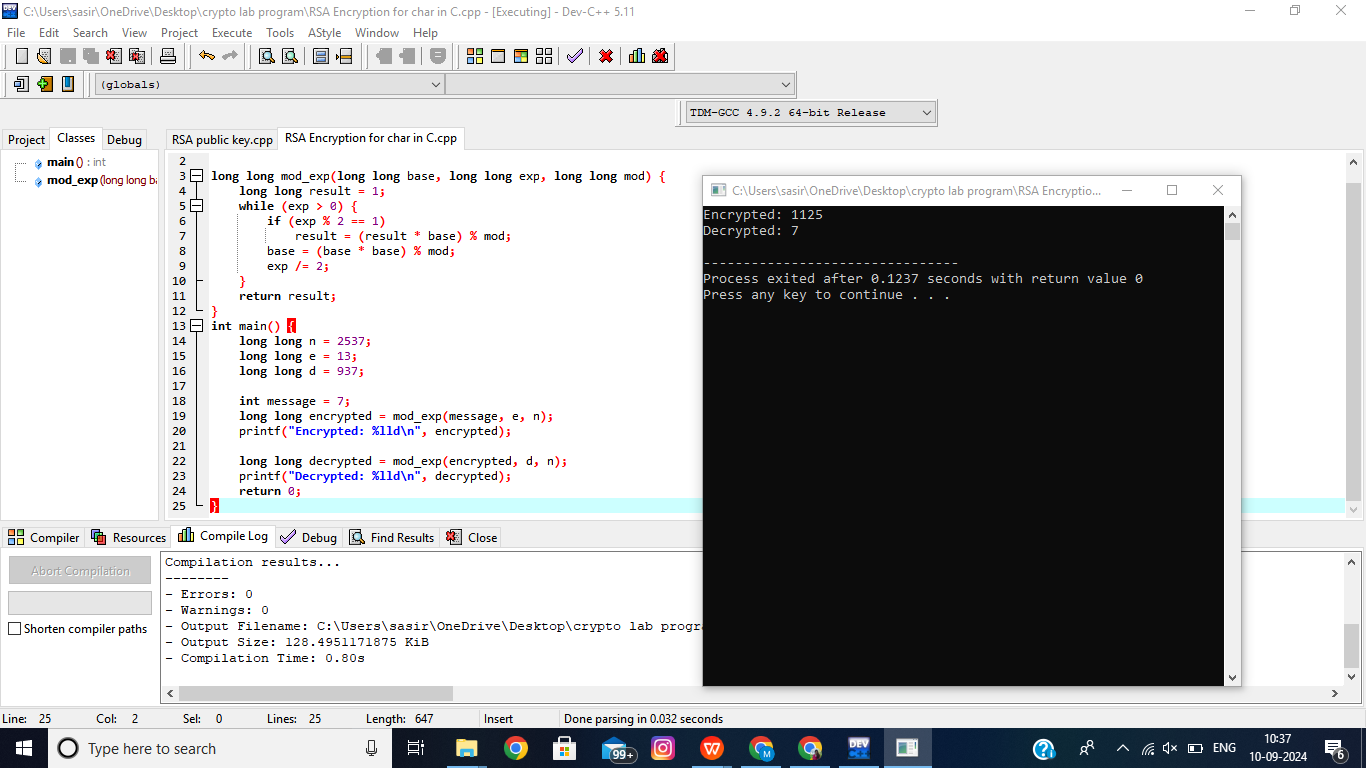 C:\Users\sasir\OneDrive\Desktop\crypto lab program\RSA Encryption for char in C.cpp - [Executing] - Dev-C++ 5.11
File Edit Search View Project Execute Tools AStyle Window Help
(globals)
TDM-GCC 4.9.2 64-bit Release
Project Classes Debug
RSA public key.cpp RSA Encryption for char in C.cpp
main () : int
mod_exp (long long ba
2
3 long long mod_exp(long long base, long long exp, long long mod) {
4 long long result = 1;
5 while (exp > 0) {
6 if (exp % 2 == 1)
7 result = (result * base) % mod;
8 base = (base * base) % mod;
9 exp /= 2;
10 }
11 return result;
12 }
13 int main() {
14 long long n = 2537;
15 long long e = 13;
16 long long d = 937;
17
18 int message = 7;
19 long long encrypted = mod_exp(message, e, n);
20 printf("Encrypted: %lld\n", encrypted);
21
22 long long decrypted = mod_exp(encrypted, d, n);
23 printf("Decrypted: %lld\n", decrypted);
24 return 0;
25 }
C:\Users\sasir\OneDrive\Desktop\crypto lab program\RSA Encryptio...
Encrypted: 1125
Decrypted: 7
--------------------------------
Process exited after 0.1237 seconds with return value 0
Press any key to continue . . .
Compiler Resources Compile Log Debug Find Results Close
Abort Compilation
Shorten compiler paths
Compilation results...
--------
- Errors: 0
- Warnings: 0
- Output Filename: C:\Users\sasir\OneDrive\Desktop\crypto lab progra
- Output Size: 128.4951171875 KiB
- Compilation Time: 0.80s
Line: 25 Col: 2 Sel: 0 Lines: 25 Length: 647 Insert Done parsing in 0.032 seconds
Type here to search
99+
W
M
DEV
ENG
10:37
10-09-2024
6